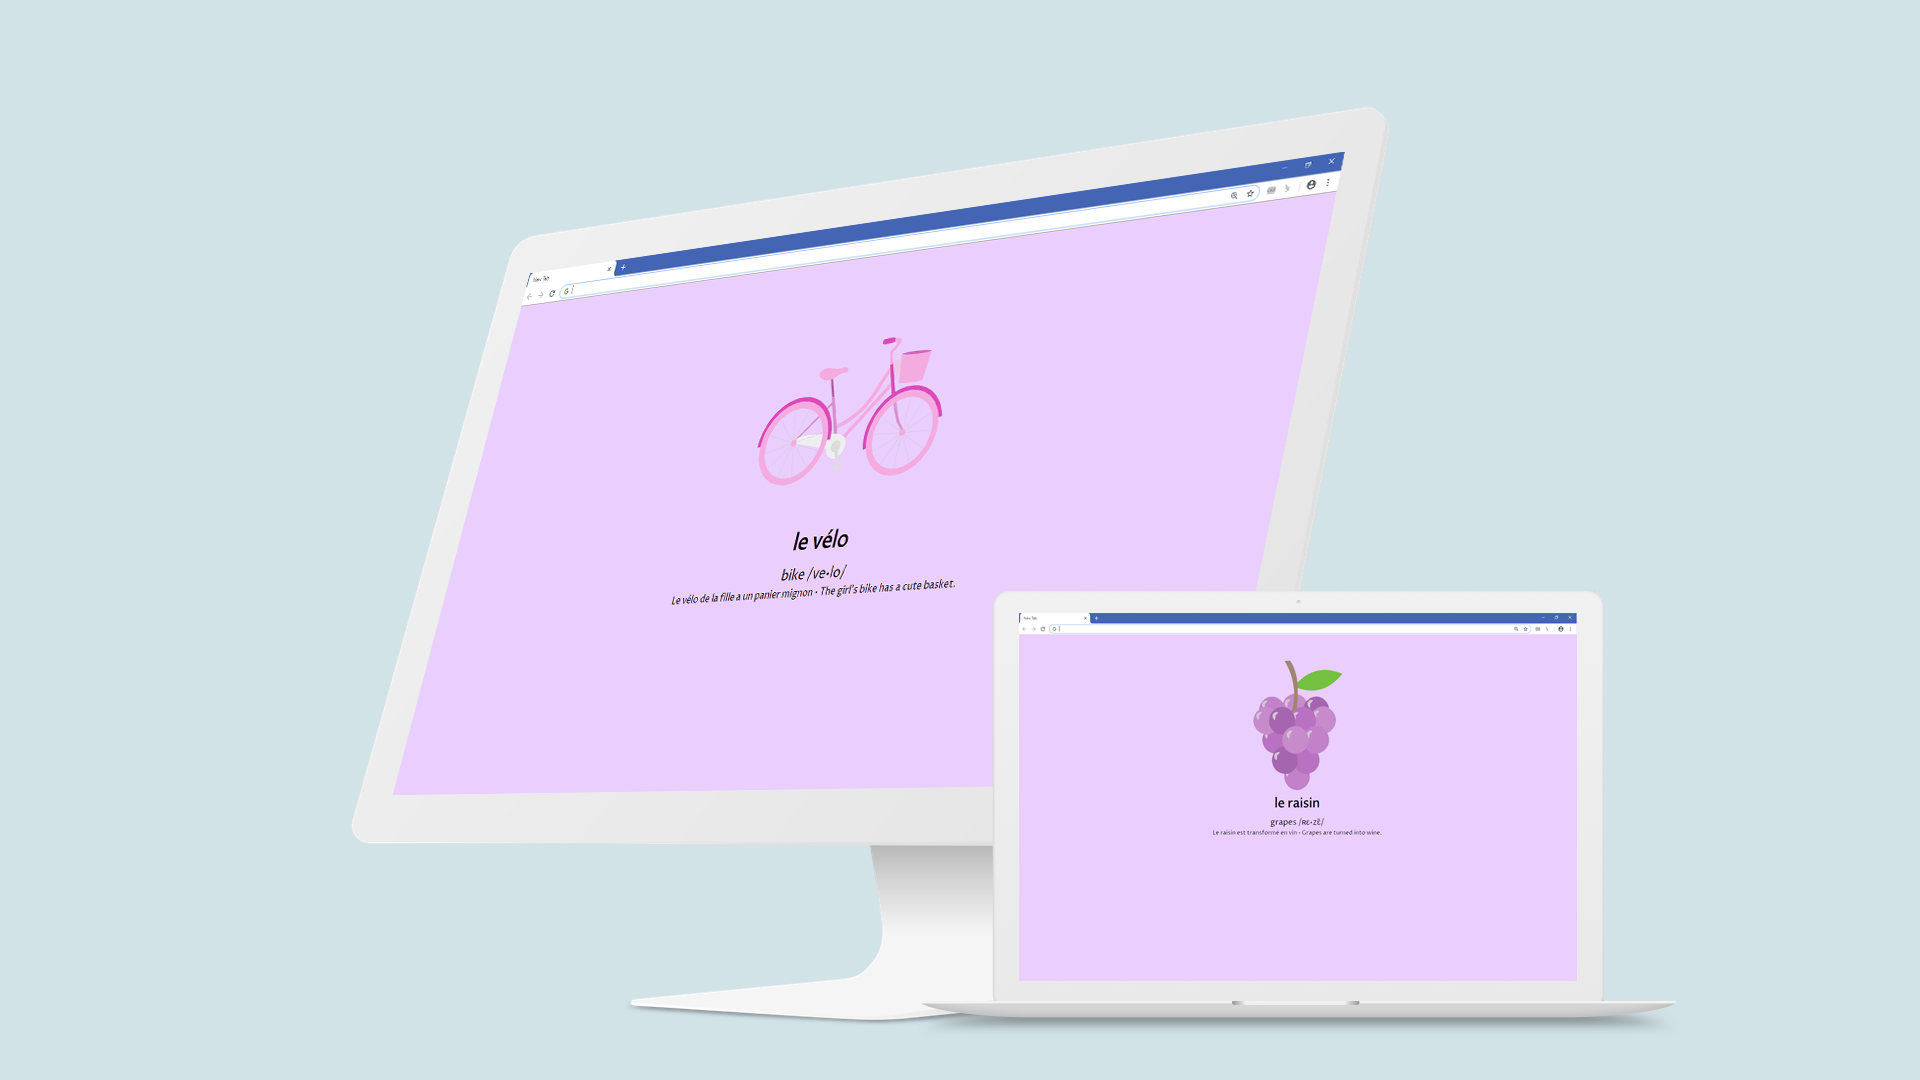 New Tab
le vélo
bike /ve•lo/
Le vélo de la fille a un panier mignon • The girl's bike has a cute basket.
New Tab
le raisin
grapes /ʀɛ•zɛ̃/
Le raisin est transforme en vin • Grapes are turned into wine.